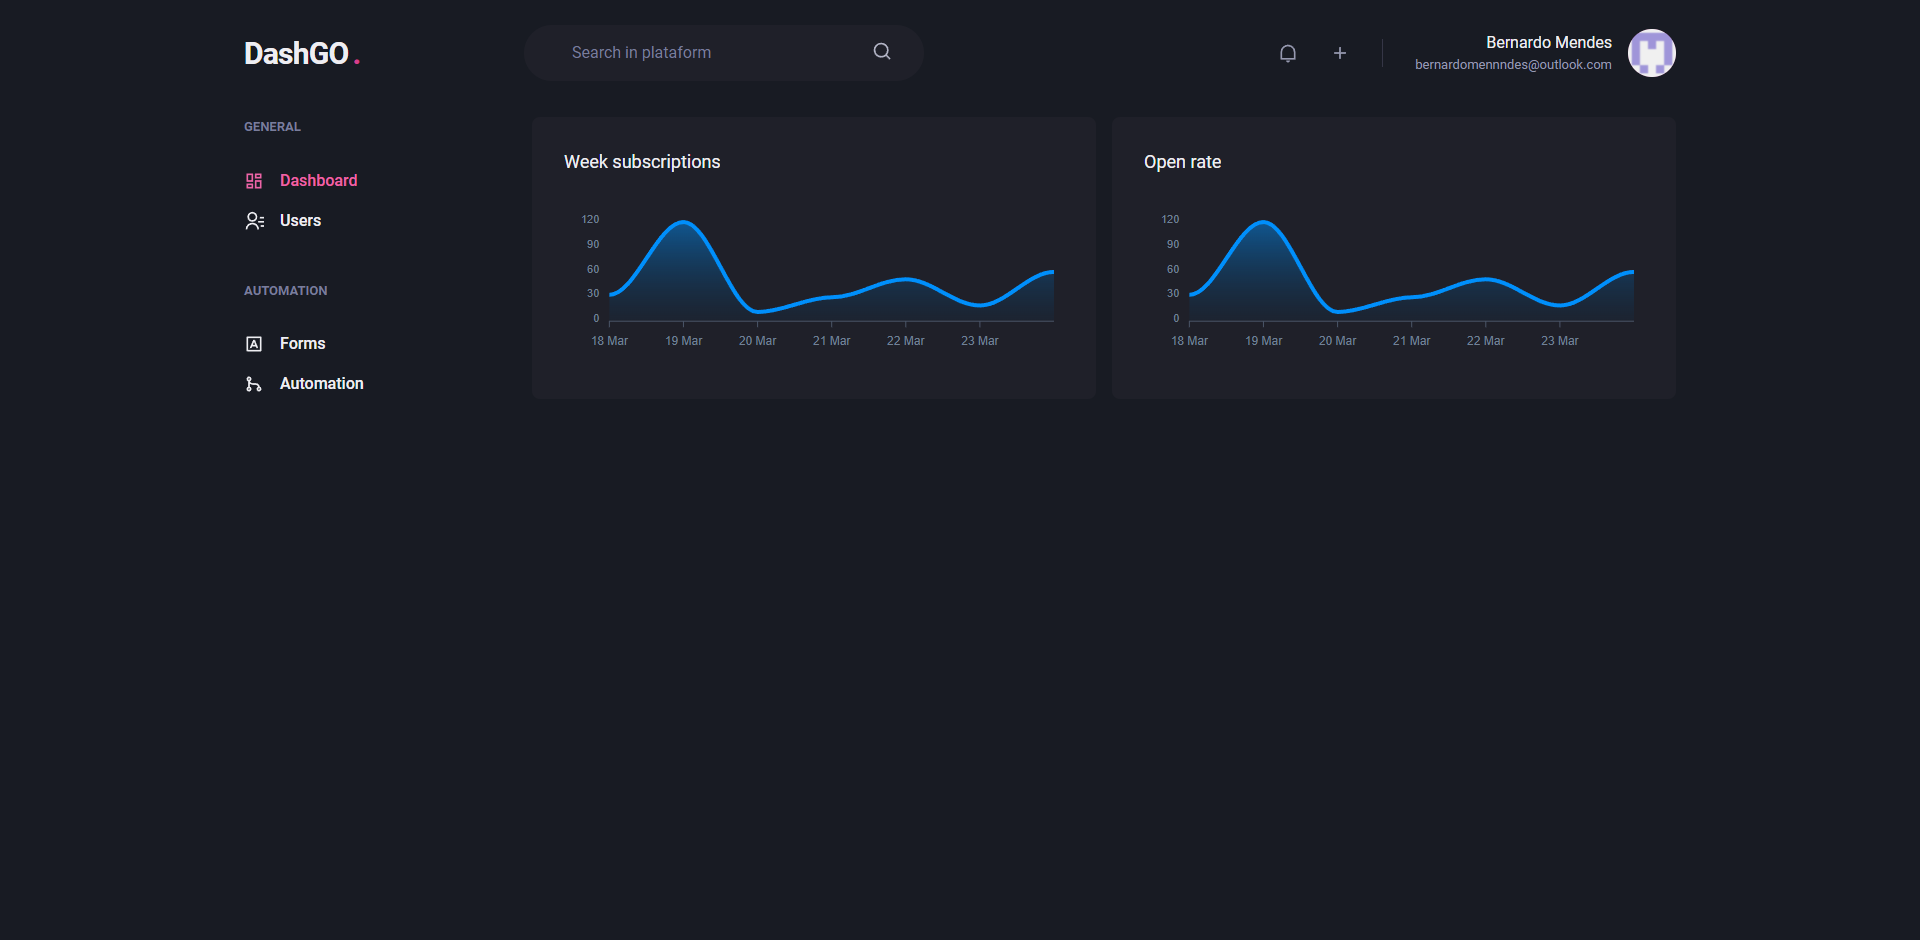 DashGO.
Search in plataform
Bernardo Mendes
bernardomennndes@outlook.com
GENERAL
Dashboard
Users
AUTOMATION
Forms
Automation
Week subscriptions
120
90
60
30
0
18 Mar 19 Mar 20 Mar 21 Mar 22 Mar 23 Mar
Open rate
120
90
60
30
0
18 Mar 19 Mar 20 Mar 21 Mar 22 Mar 23 Mar